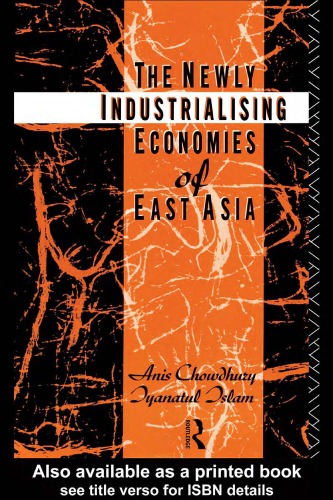 THE NEWLY
INDUSTRIALISING
ECONOMIES
of
EAST ASIA
Anis Chowdhury
Iyanatul Islam
ROUTLEDGE
Also available as a printed book
see title verso for ISBN details